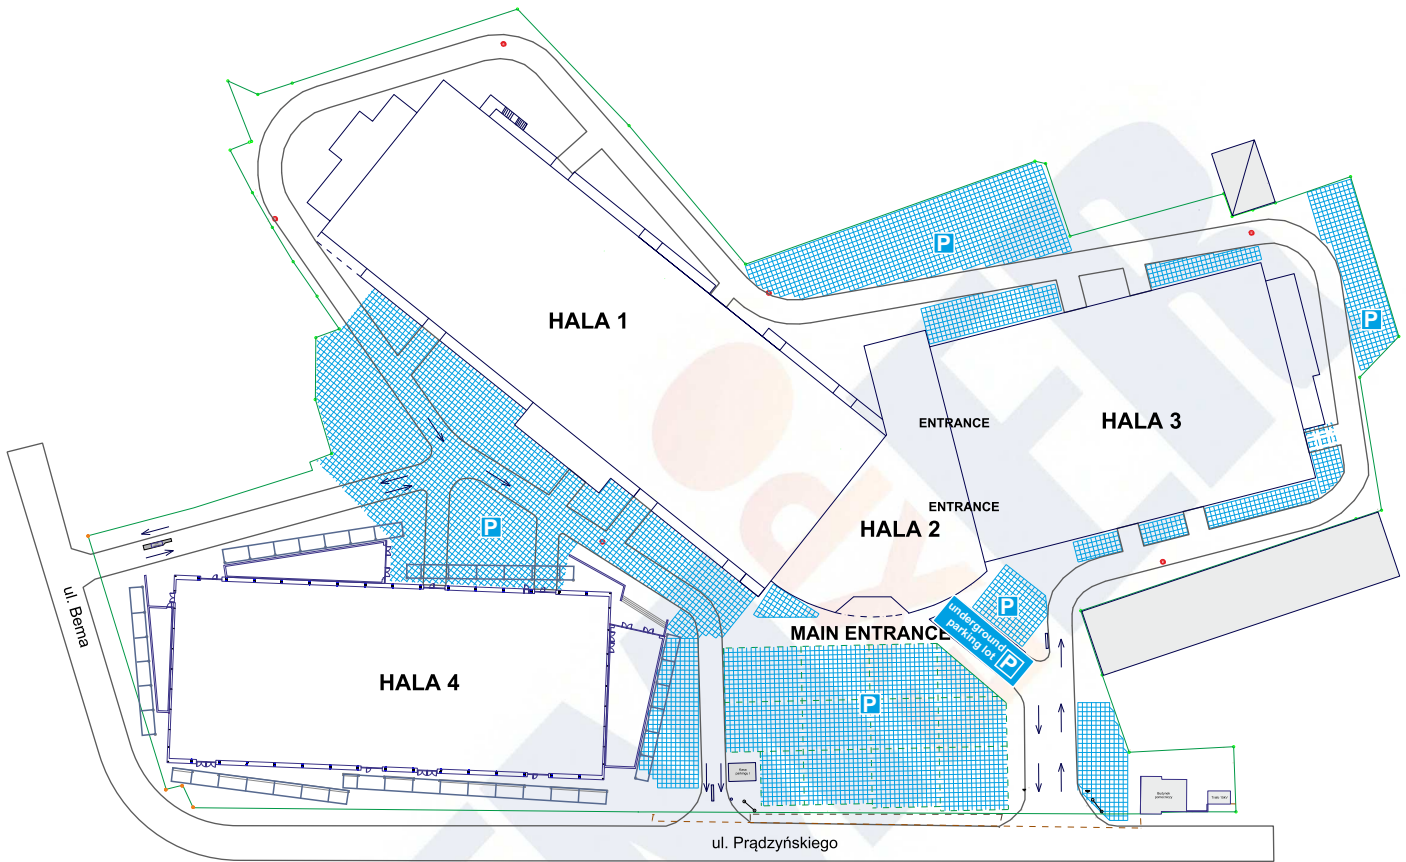 P
HALA 1
P
ENTRANCE
HALA 3
ENTRANCE
HALA 2
P
P
underground
parking lot P
MAIN ENTRANCE
ul. Bema
HALA 4
P
ul. Prądzyńskiego